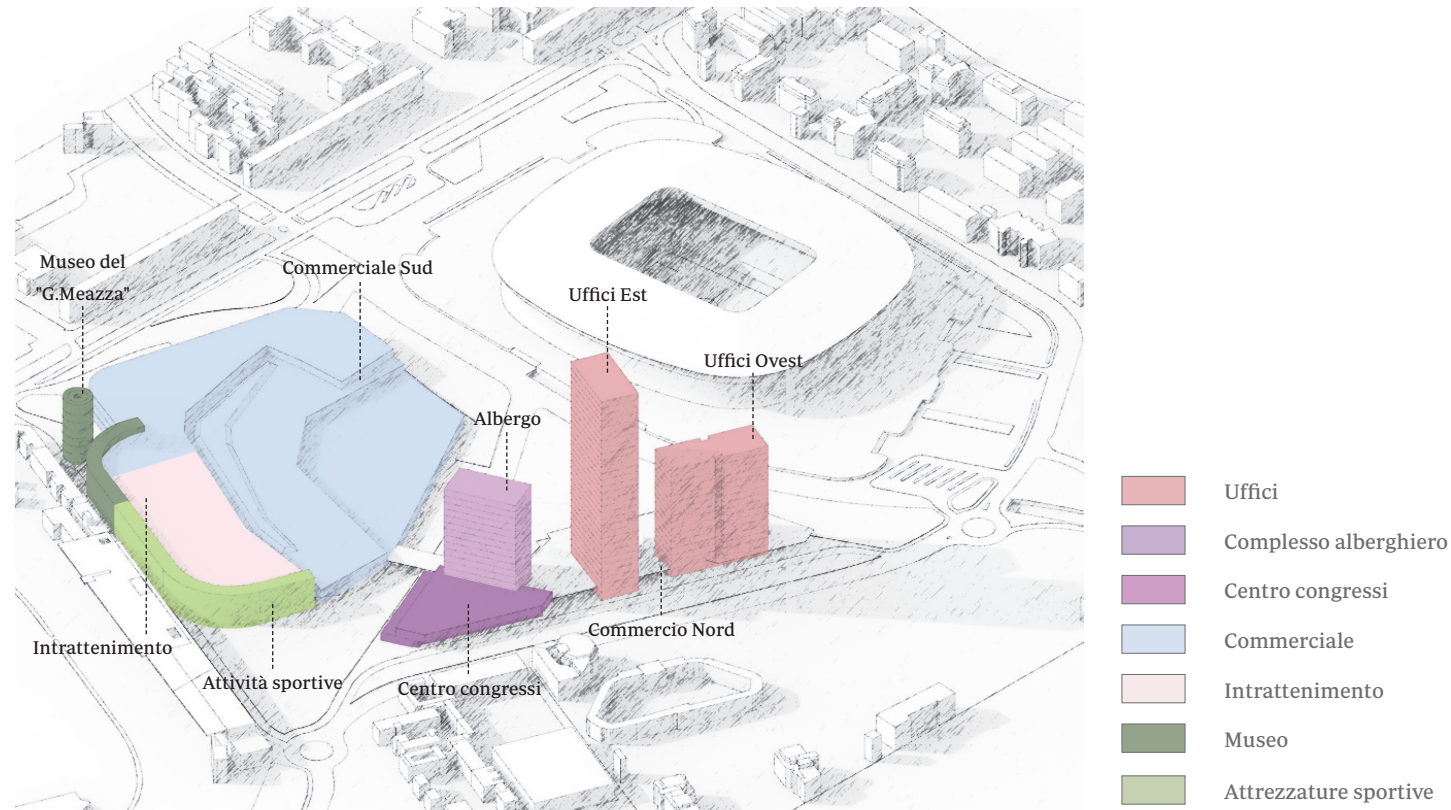 Museo del
"G.Meazza"
Commerciale Sud
Uffici Est
Uffici Ovest
Albergo
Intrattenimento
Attività sportive
Centro congressi
Commercio Nord
Uffici
Complesso alberghiero
Centro congressi
Commerciale
Intrattenimento
Museo
Attrezzature sportive